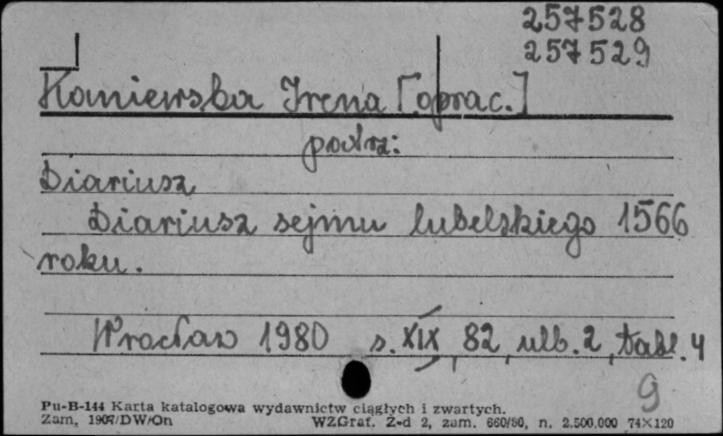 257528
257529
Kaniewska Irena [oprac.]
patrz:
Diariusz
Diariusz sejmu lubelskiego 1566
roku.
Wrocław 1980 s. XIX, 82, ulb. 2, tabl. 4
9
Pu-B-144 Karta katalogowa wydawnictw ciągłych i zwartych.
Zam. 1907/DW/On WZGraf. Z-d 2, zam. 660/80, n. 2.500.000 74×120